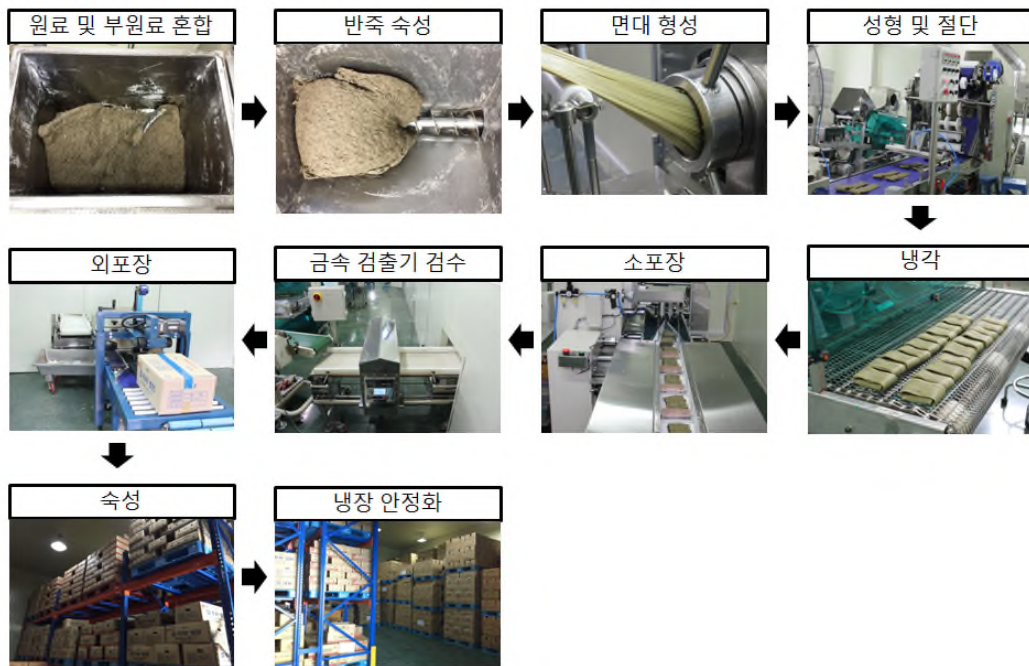 원료 및 부원료 혼합
반죽 숙성
면대 형성
성형 및 절단
냉각
소포장
금속 검출기 검수
외포장
숙성
냉장 안정화